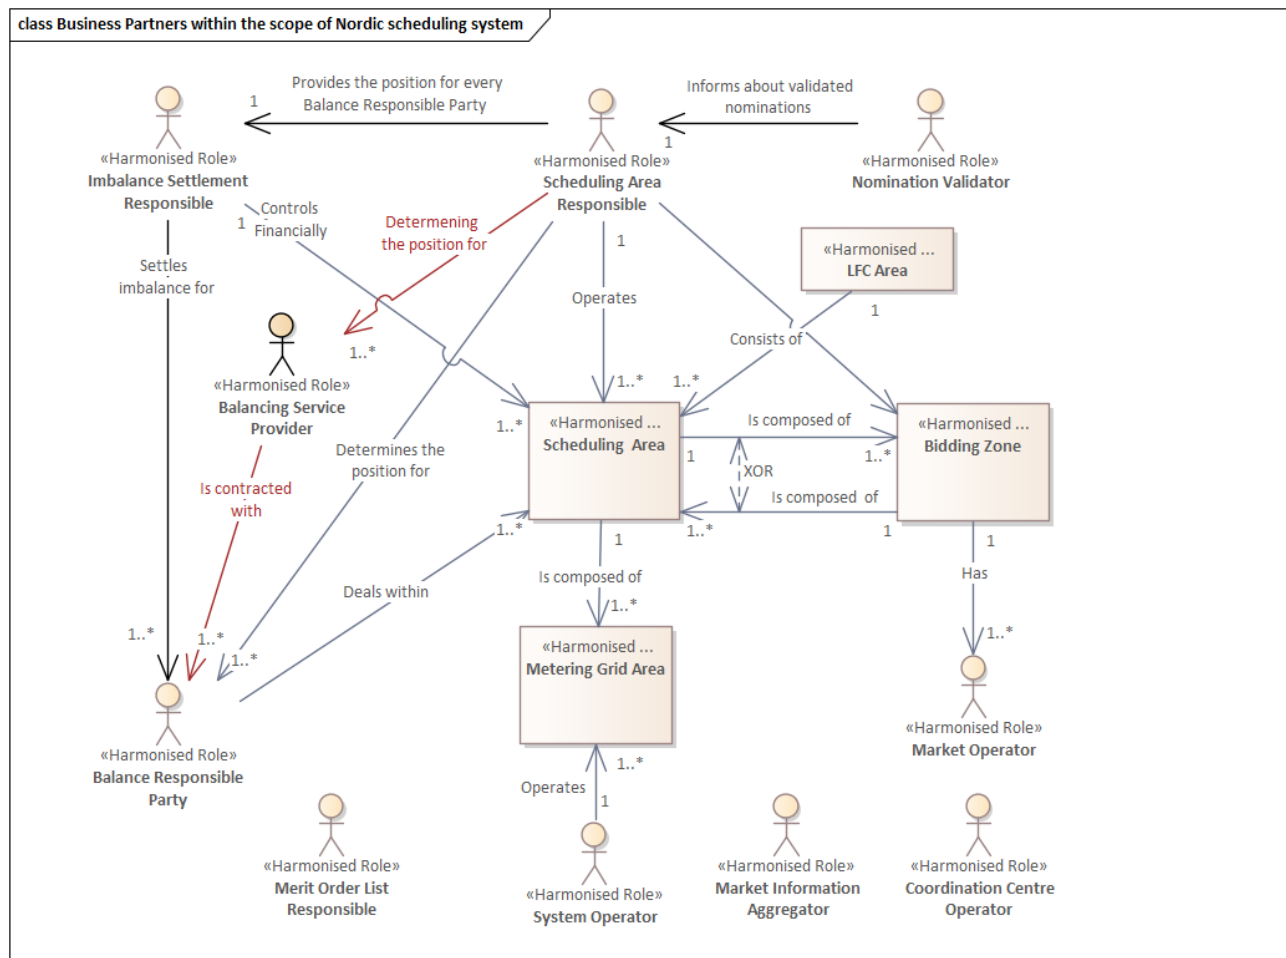 class Business Partners within the scope of Nordic scheduling system
Provides the position for every
Balance Responsible Party
1
Informs about validated
nominations
1
«Harmonised Role»
Imbalance Settlement
Responsible
«Harmonised Role»
Scheduling Area
Responsible
«Harmonised Role»
Nomination Validator
1
Controls
Financially
Determening
the position for
1
«Harmonised ...
LFC Area
1
Settles
imbalance for
Operates
Consists of
1..*
«Harmonised Role»
Balancing Service
Provider
1..*
1..*
1..*
«Harmonised ...
Scheduling Area
Is composed of
1
1..*
«Harmonised ...
Bidding Zone
Determines the
position for
XOR
Is contracted
with
Is composed of
1..*
1..*
1
1
1
Deals within
Is composed of
1..*
Has
1..*
1..*
1..*
1..*
«Harmonised ...
Metering Grid Area
«Harmonised Role»
Balance Responsible
Party
«Harmonised Role»
Market Operator
1..*
Operates
1
«Harmonised Role»
Merit Order List
Responsible
«Harmonised Role»
System Operator
«Harmonised Role»
Market Information
Aggregator
«Harmonised Role»
Coordination Centre
Operator